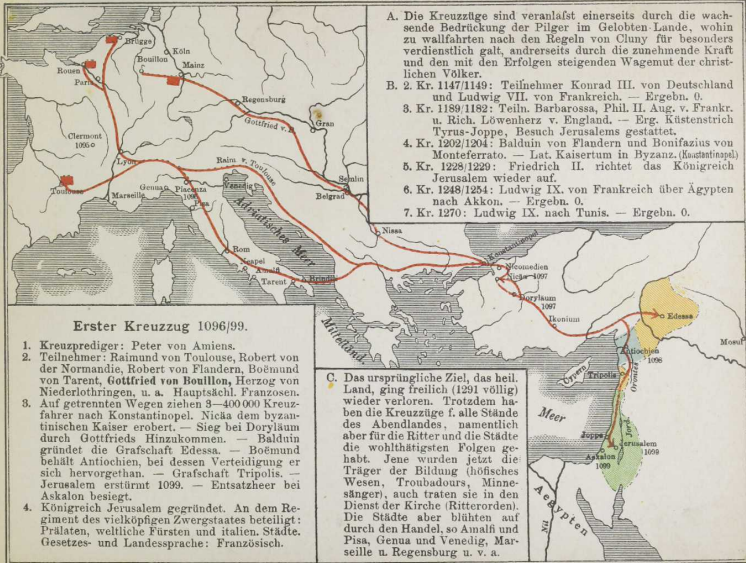 A. Die Kreuzzüge sind veranlaſst einerseits durch die wach-
sende Bedrückung der Pilger im Gelobten Lande, wohin
zu wallfahrten nach den Regeln von Cluny für besonders
verdienstlich galt, andrerseits durch die zunehmende Kraft
und den mit den Erfolgen steigenden Wagemut der christ-
lichen Völker.
B. 2. Kr. 1147/1149: Teilnehmer Konrad III. von Deutschland
und Ludwig VII. von Frankreich. — Ergebn. 0.
3. Kr. 1189/1182: Teiln. Barbarossa, Phil. II. Aug. v. Frankr.
u. Rich. Löwenherz v. England. — Erg. Küstenstrich
Tyrus-Joppe, Besuch Jerusalems gestattet.
4. Kr. 1202/1204: Balduin von Flandern und Bonifazius von
Monteferrato. — Lat. Kaisertum in Byzanz. (Konstantinopel)
5. Kr. 1228/1229: Friedrich II. richtet das Königreich
Jerusalem wieder auf.
6. Kr. 1248/1254: Ludwig IX. von Frankreich über Ägypten
nach Akkon. — Ergebn. 0.
7. Kr. 1270: Ludwig IX. nach Tunis. — Ergebn. 0.
Brügge
Köln
Bouillon
Mainz
Rouen
Paris
Regensburg
Gottfried v. B.
Gran
Clermont
1095
Lyon
Raim v. Toulouse
Semlin
Belgrad
Toulouse
Marseille
Genua
Piacenza
1095
Venedig
Pisa
Adriatisches Meer
Nissa
Rom
Neapel
Amalfi
Tarent
Brindisi
Konstantinopel
Nicomedien
Nicäa 1097
Doryläum
1097
Ikonium
Edessa
Mosul
Antiochien
1098
Orontes
Cypern
Tripolis
Mittelländ.
Meer
Joppe
Jord.
Jerusalem
1099
Askalon
1099
Aegypten
Nil
Erster Kreuzzug 1096/99.
1. Kreuzprediger: Peter von Amiens.
2. Teilnehmer: Raimund von Toulouse, Robert von
der Normandie, Robert von Flandern, Boëmund
von Tarent, Gottfried von Bouillon, Herzog von
Niederlothringen, u. a. Hauptsächl. Franzosen.
3. Auf getrennten Wegen ziehen 3—400 000 Kreuz-
fahrer nach Konstantinopel. Nicäa dem byzan-
tinischen Kaiser erobert. — Sieg bei Doryläum
durch Gottfrieds Hinzukommen. — Balduin
gründet die Grafschaft Edessa. — Boëmund
behält Antiochien, bei dessen Verteidigung er
sich hervorgethan. — Grafschaft Tripolis. —
Jerusalem erstürmt 1099. — Entsatzheer bei
Askalon besiegt.
4. Königreich Jerusalem gegründet. An dem Re-
giment des vielköpfigen Zwergstaates beteiligt:
Prälaten, weltliche Fürsten und italien. Städte.
Gesetzes- und Landessprache: Französisch.
C. Das ursprüngliche Ziel, das heil.
Land, ging freilich (1291 völlig)
wieder verloren. Trotzdem ha-
ben die Kreuzzüge f. alle Stände
des Abendlandes, namentlich
aber für die Ritter und die Städte
die wohlthätigsten Folgen ge-
habt. Jene wurden jetzt die
Träger der Bildung (höfisches
Wesen, Troubadours, Minne-
sänger), auch traten sie in den
Dienst der Kirche (Ritterorden).
Die Städte aber blühten auf
durch den Handel, so Amalfi und
Pisa, Genua und Venedig, Mar-
seille u. Regensburg u. v. a.